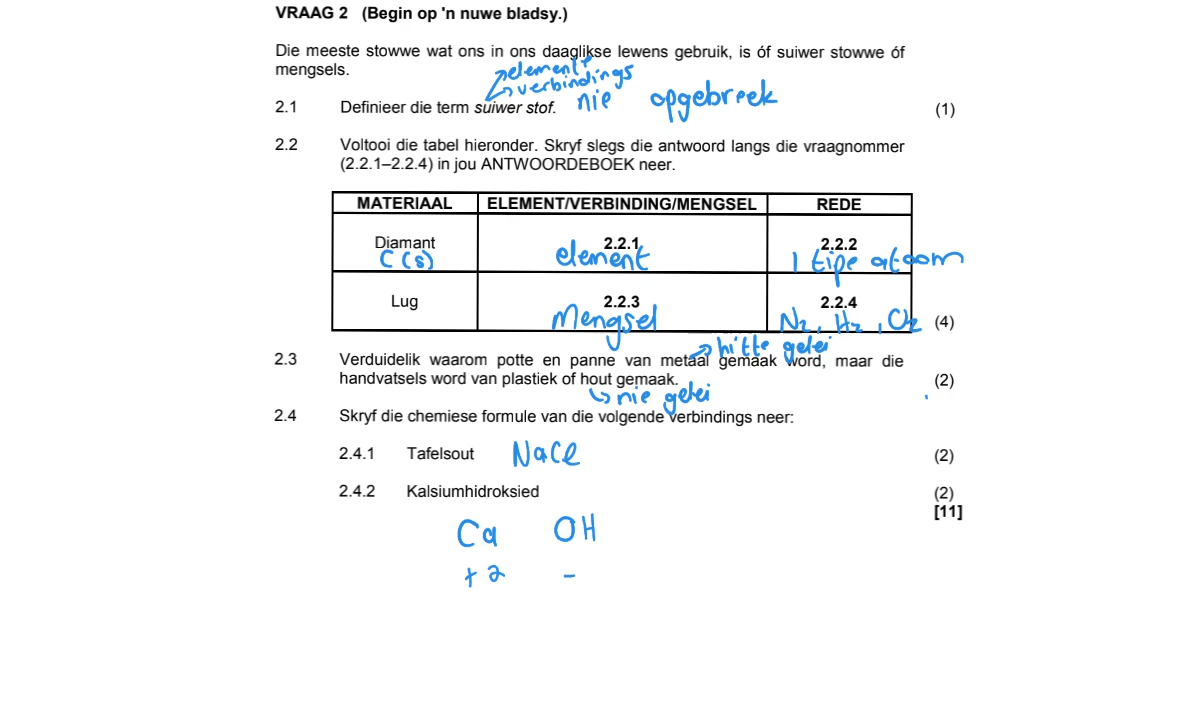 VRAAG 2 (Begin op 'n nuwe bladsy.)
Die meeste stowwe wat ons in ons daaglikse lewens gebruik, is óf suiwer stowwe óf
mengsels.
element
verbindings
2.1 Definieer die term suiwer stof. nie opgebreek (1)
2.2 Voltooi die tabel hieronder. Skryf slegs die antwoord langs die vraagnommer
(2.2.1–2.2.4) in jou ANTWOORDEBOEK neer.
MATERIAAL ELEMENT/VERBINDING/MENGSEL REDE
Diamant 2.2.1 2.2.2
C(s) element 1 tipe atoom
Lug 2.2.3 2.2.4
Mengsel N2, H2, O2 (4)
hitte gelei
2.3 Verduidelik waarom potte en panne van metaal gemaak word, maar die
handvatsels word van plastiek of hout gemaak. (2)
nie gelei
2.4 Skryf die chemiese formule van die volgende verbindings neer:
2.4.1 Tafelsout NaCl (2)
2.4.2 Kalsiumhidroksied (2)
[11]
Ca OH
+2 -